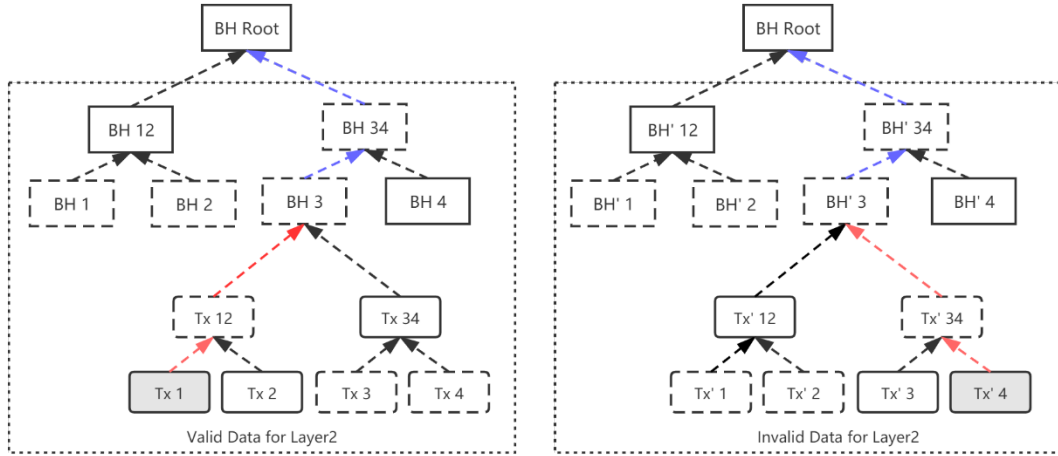 BH Root
BH 12
BH 34
BH 1
BH 2
BH 3
BH 4
Tx 12
Tx 34
Tx 1
Tx 2
Tx 3
Tx 4
Valid Data for Layer2
BH Root
BH' 12
BH' 34
BH' 1
BH' 2
BH' 3
BH' 4
Tx' 12
Tx' 34
Tx' 1
Tx' 2
Tx' 3
Tx' 4
Invalid Data for Layer2